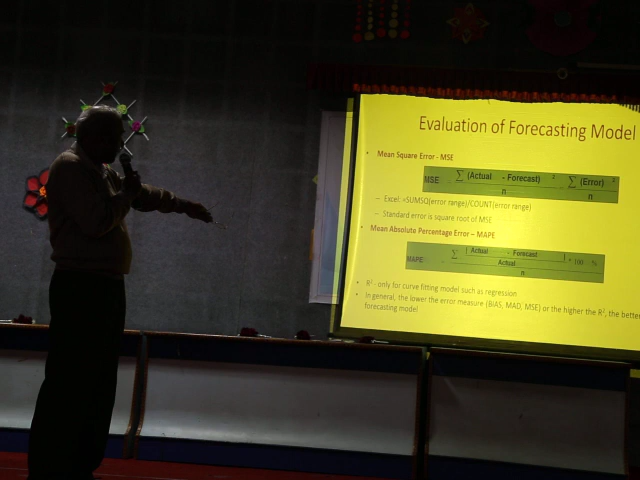 Evaluation of Forecasting Model
• Mean Square Error - MSE
MSE ∑ (Actual - Forecast) ² ∑ (Error) ²
n n
– Excel: =SUMSQ(error range)/COUNT(error range)
– Standard error is square root of MSE
• Mean Absolute Percentage Error – MAPE
∑ | Actual - Forecast |
MAPE Actual * 100 %
n
• R² - only for curve fitting model such as regression
• In general, the lower the error measure (BIAS, MAD, MSE) or the higher the R², the better
forecasting model